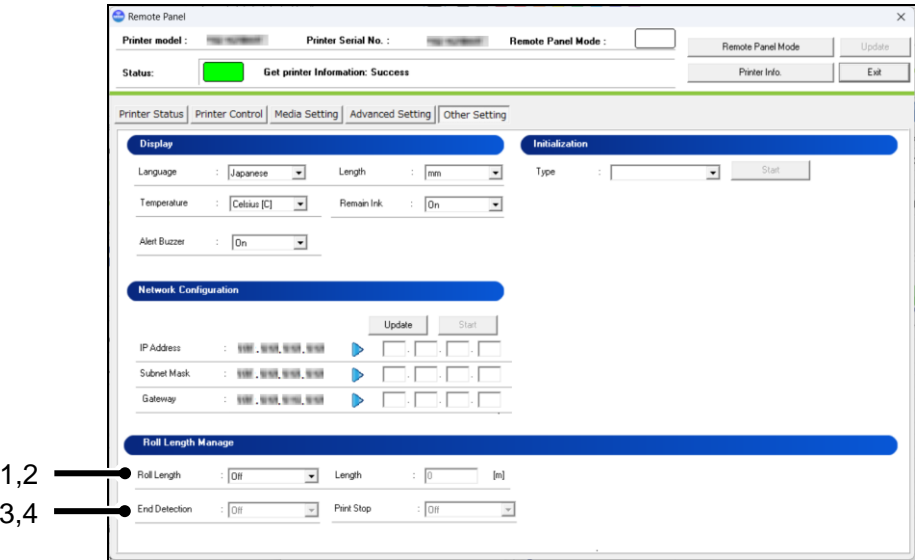 Remote Panel
Printer model : Printer Serial No. : Remote Panel Mode : Remote Panel Mode Update
Status: Get printer Information: Success Printer Info. Exit
Printer Status Printer Control Media Setting Advanced Setting Other Setting
Display Initialization
Language : Japanese Length : mm Type : Start
Temperature : Celsius [C] Remain Ink : On
Alert Buzzer : On
Network Configuration
Update Start
IP Address :
Subnet Mask :
Gateway :
Roll Length Manage
1,2 Roll Length : Off Length : 0 [m]
3,4 End Detection : Off Print Stop : Off